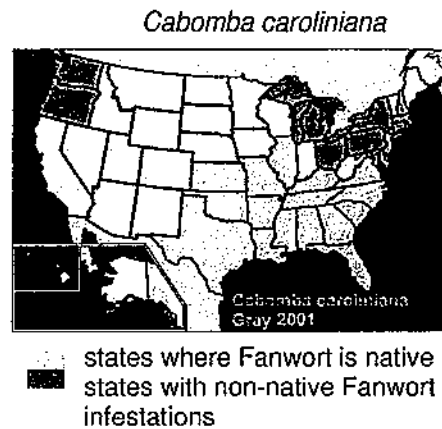 Cabomba caroliniana
Cabomba caroliniana
Gray 2001
states where Fanwort is native
states with non-native Fanwort
infestations